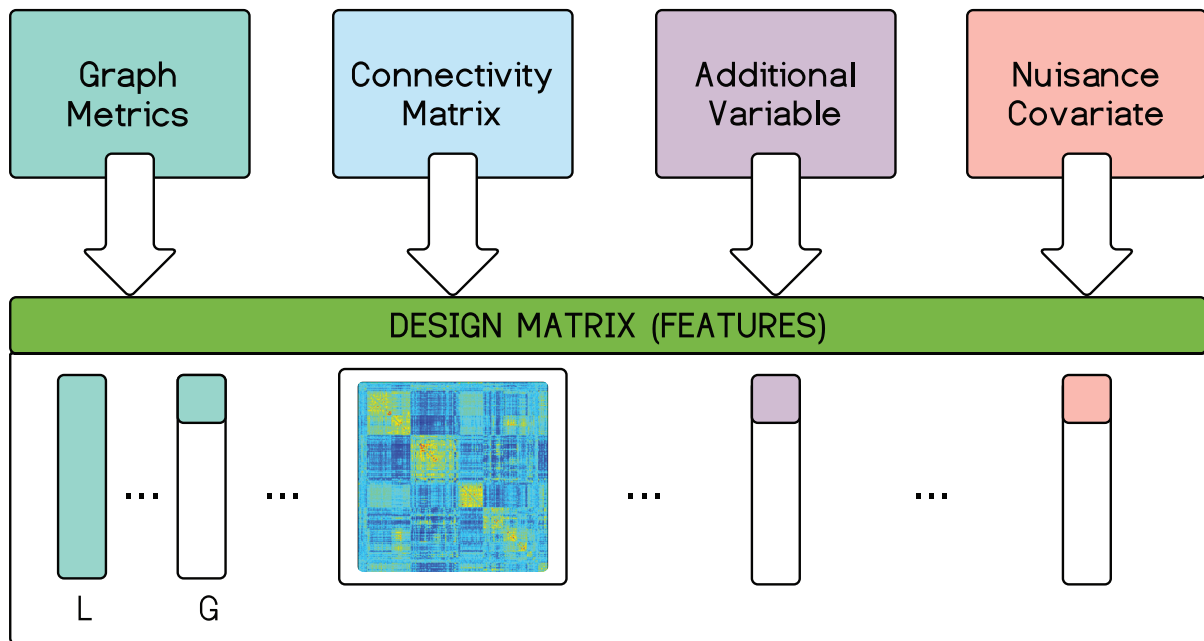 Graph
Metrics
Connectivity
Matrix
Additional
Variable
Nuisance
Covariate
DESIGN MATRIX (FEATURES)
... ... ... ...
L G